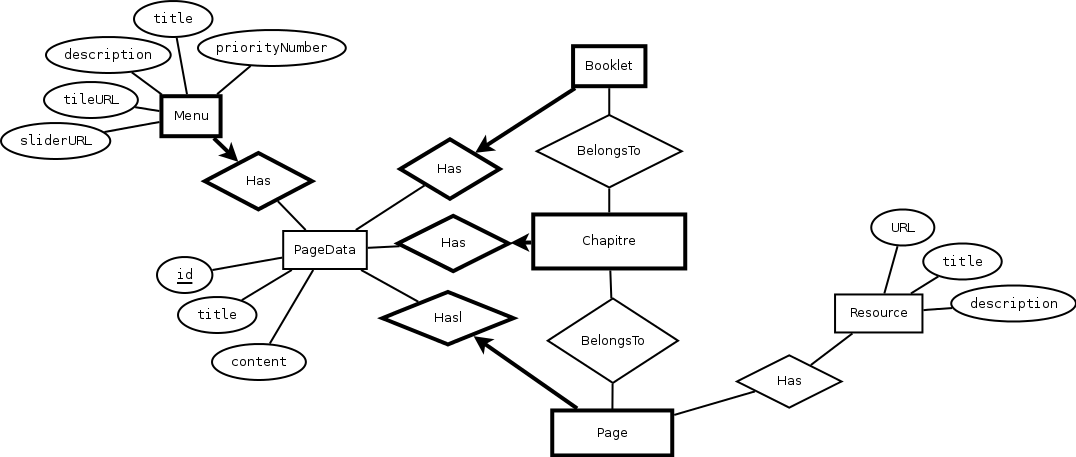 title
description
priorityNumber
tileURL
sliderURL
Menu
Has
Booklet
Has
BelongsTo
PageData
Has
Chapitre
id
title
content
Hasl
BelongsTo
URL
title
description
Resource
Has
Page